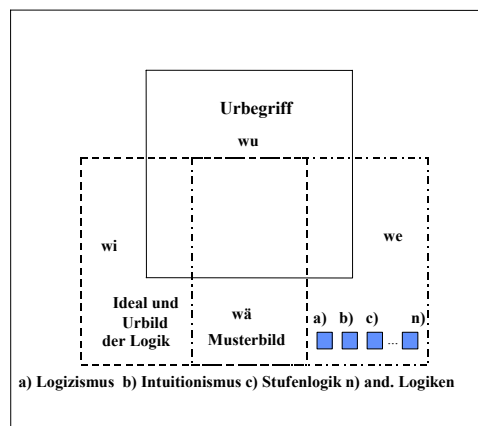 Urbegriff
wu
wi
we
Ideal und
Urbild
der Logik
wä
Musterbild
a) b) c) n)
...
a) Logizismus b) Intuitionismus c) Stufenlogik n) and. Logiken